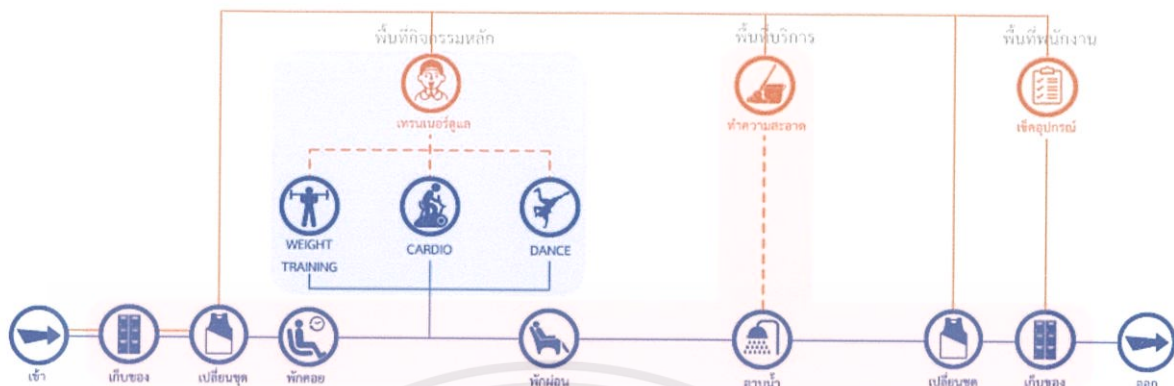 พื้นที่กิจกรรมหลัก
พื้นที่บริการ
พื้นที่พนักงาน
เทรนเนอร์ดูแล
ทำความสะอาด
เช็คอุปกรณ์
WEIGHT
TRAINING
CARDIO
DANCE
เข้า
เก็บของ
เปลี่ยนชุด
พักคอย
พักผ่อน
อาบน้ำ
เปลี่ยนชุด
เก็บของ
ออก